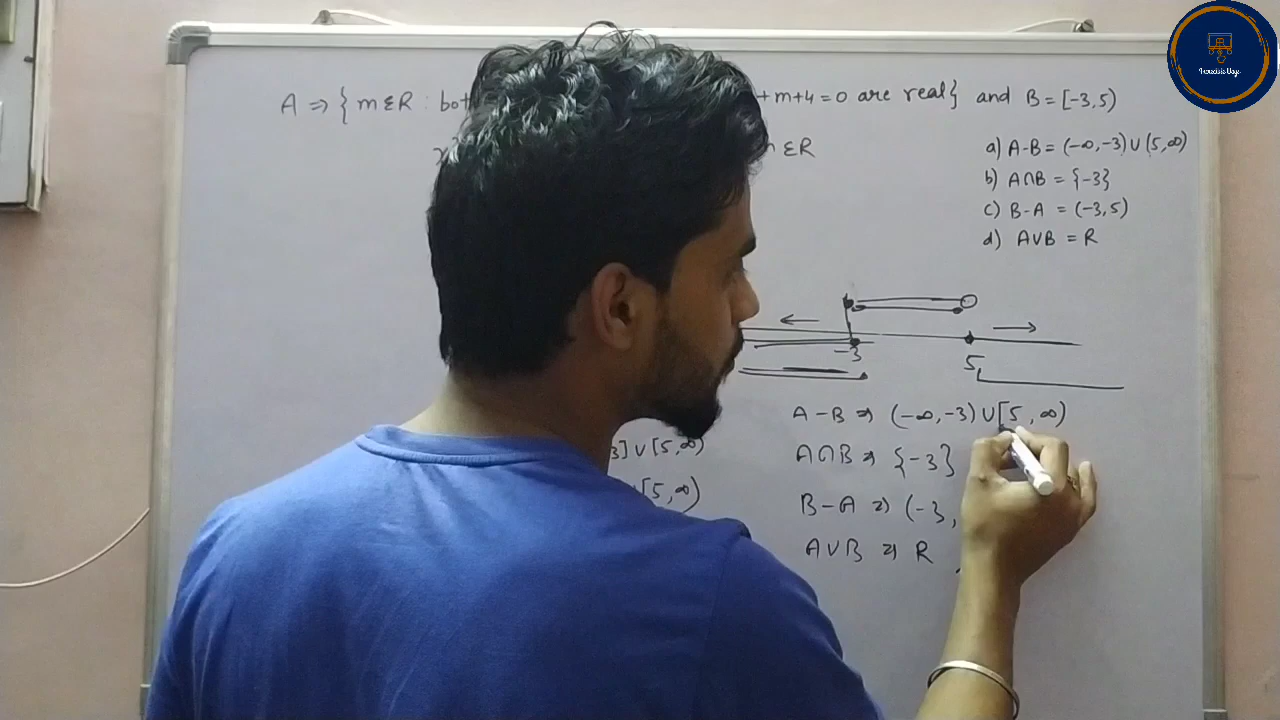 A ⇒ {m ε R : bot + m + 4 = 0 are real} and B = [-3, 5)
m ε R
a) A-B = (-∞, -3) ∪ (5, ∞)
b) A∩B = {-3}
c) B-A = (-3, 5)
d) A∪B = R
-3 5
A-B ⇒ (-∞, -3) ∪ [5, ∞)
3] ∪ [5, ∞)
A∩B ⇒ {-3}
[5, ∞)
B-A ⇒ (-3,
A∪B ⇒ R